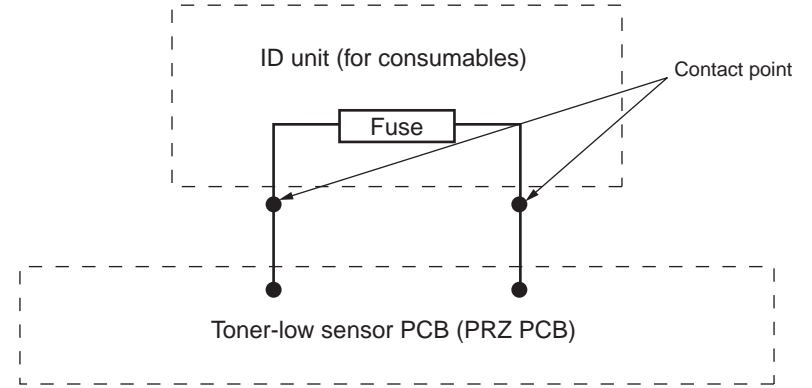 ID unit (for consumables)
Contact point
Fuse
Toner-low sensor PCB (PRZ PCB)